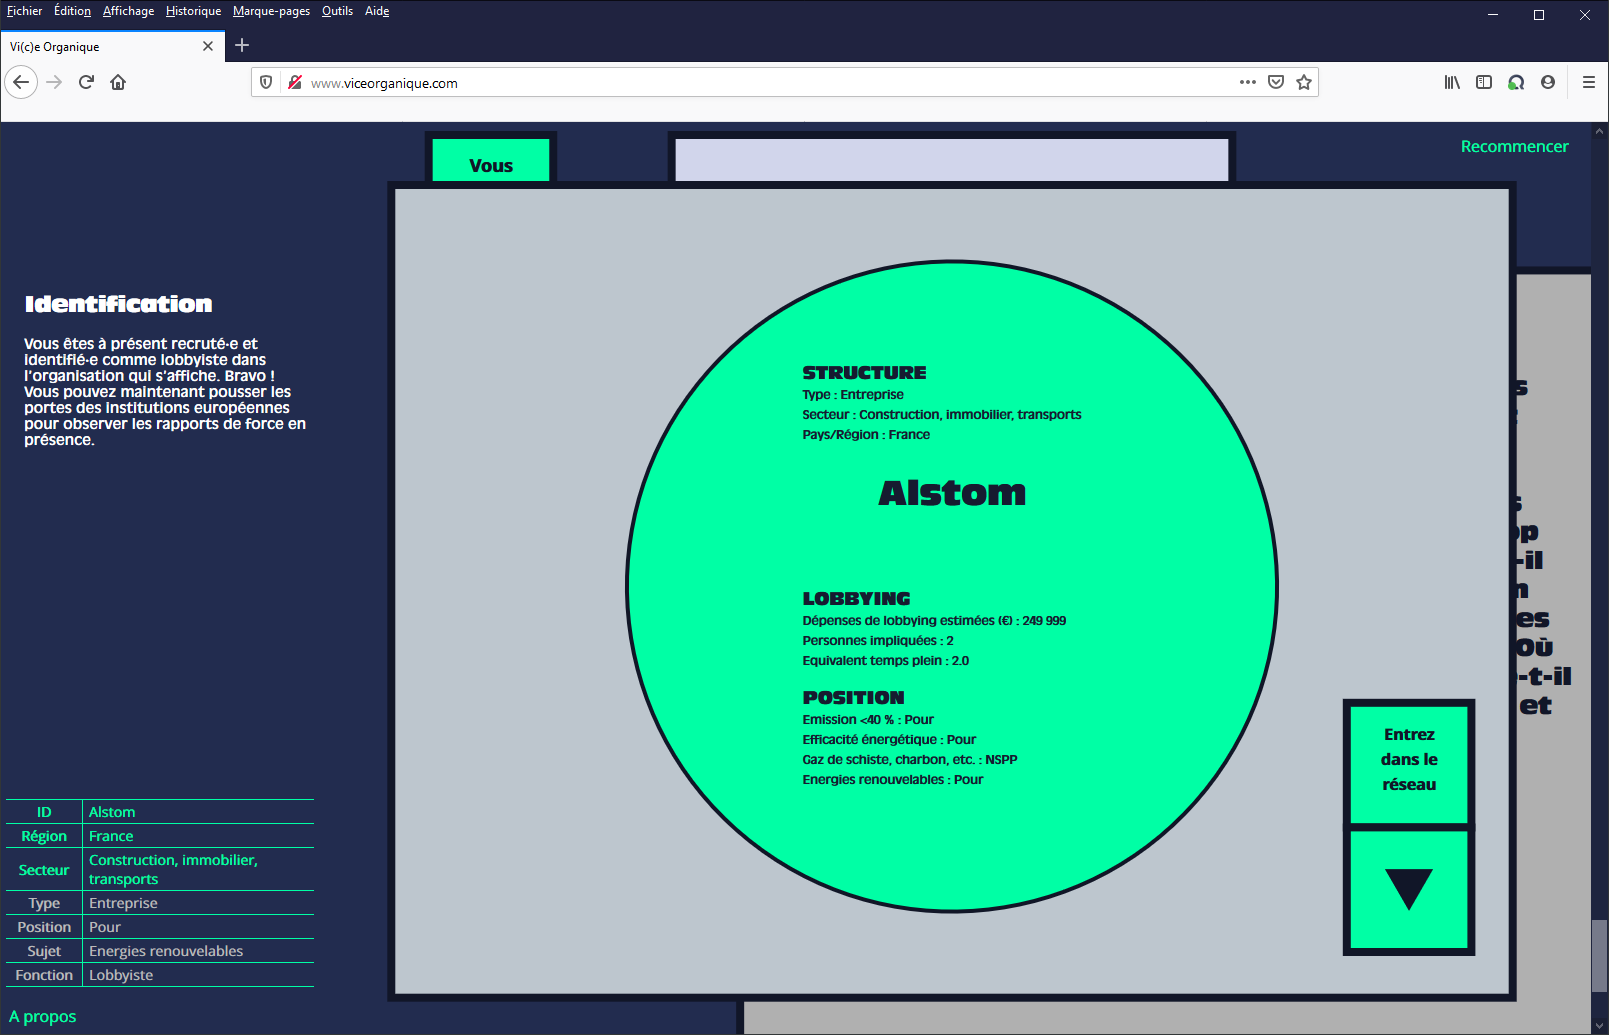 Fichier Édition Affichage Historique Marque-pages Outils Aide
Vi(c)e Organique
www.viceorganique.com
Vous
Recommencer
Identification
Vous êtes à présent recruté·e et
identifié·e comme lobbyiste dans
l'organisation qui s'affiche. Bravo !
Vous pouvez maintenant pousser les
portes des institutions européennes
pour observer les rapports de force en
présence.
STRUCTURE
Type : Entreprise
Secteur : Construction, immobilier, transports
Pays/Région : France
Alstom
LOBBYING
Dépenses de lobbying estimées (€) : 249 999
Personnes impliquées : 2
Equivalent temps plein : 2.0
POSITION
Emission <40 % : Pour
Efficacité énergétique : Pour
Gaz de schiste, charbon, etc. : NSPP
Energies renouvelables : Pour
Où
-t-il
et
Entrez
dans le
réseau
ID Alstom
Région France
Secteur Construction, immobilier,
transports
Type Entreprise
Position Pour
Sujet Energies renouvelables
Fonction Lobbyiste
A propos